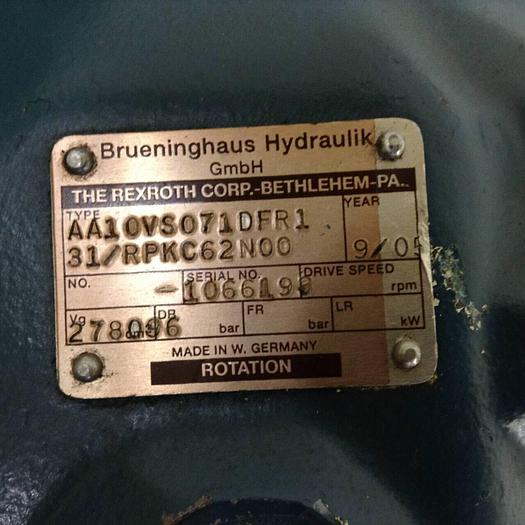 Brueninghaus Hydraulik
GmbH
THE REXROTH CORP.-BETHLEHEM-PA.
TYPE YEAR
AA10VSO71DFR1
31/RPKC62N00 9/05
NO. SERIAL NO. DRIVE SPEED
rpm
Vg DR FR LR
bar bar kW
MADE IN W. GERMANY
ROTATION